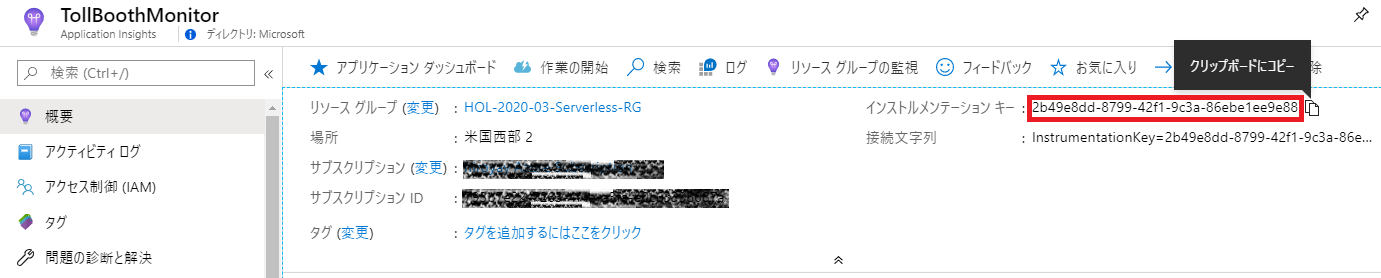 TollBoothMonitor
Application Insights
ディレクトリ: Microsoft
検索 (Ctrl+/)
概要
アクティビティ ログ
アクセス制御 (IAM)
タグ
問題の診断と解決
アプリケーション ダッシュボード 作業の開始 検索 ログ リソース グループの監視 フィードバック お気に入り 除
クリップボードにコピー
リソース グループ (変更) : HOL-2020-03-Serverless-RG
場所 : 米国西部 2
サブスクリプション (変更) :
サブスクリプション ID :
タグ (変更) : タグを追加するにはここをクリック
インストルメンテーション キー : 2b49e8dd-8799-42f1-9c3a-86ebe1ee9e88
接続文字列 : InstrumentationKey=2b49e8dd-8799-42f1-9c3a-86e...